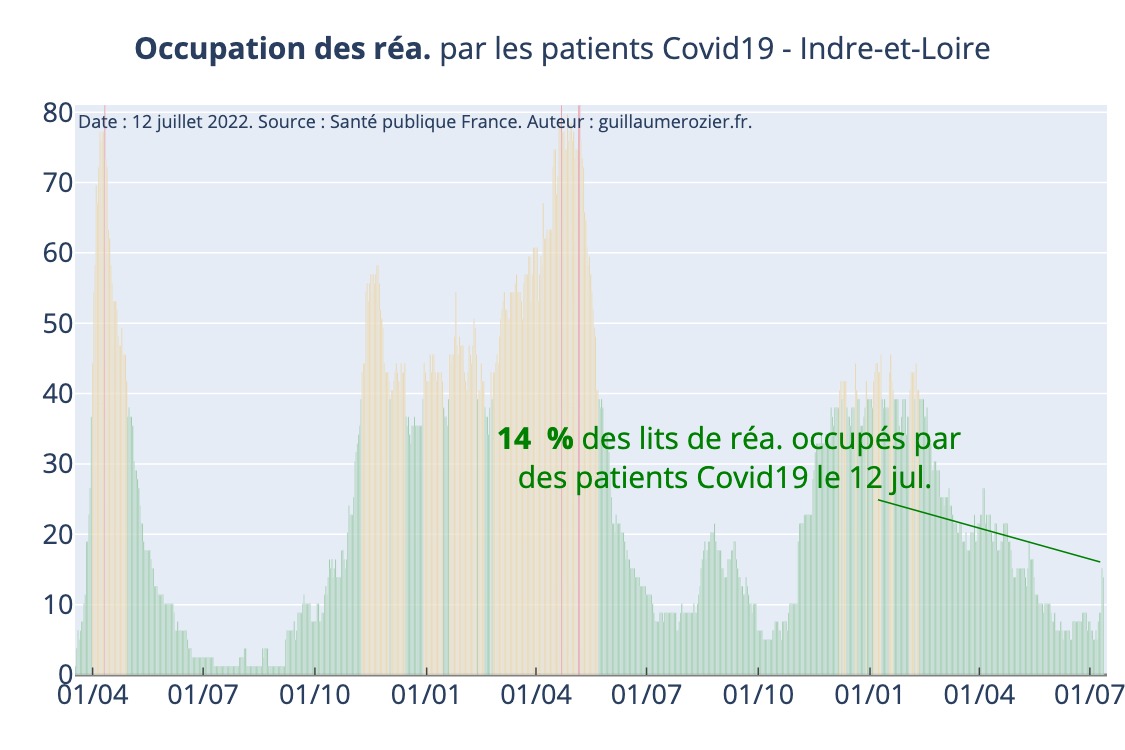 Occupation des réa. par les patients Covid19 - Indre-et-Loire
80
Date : 12 juillet 2022. Source : Santé publique France. Auteur : guillaumerozier.fr.
70
60
50
40
14 % des lits de réa. occupés par
30
des patients Covid19 le 12 jul.
20
10
0
01/04 01/07 01/10 01/01 01/04 01/07 01/10 01/01 01/04 01/07